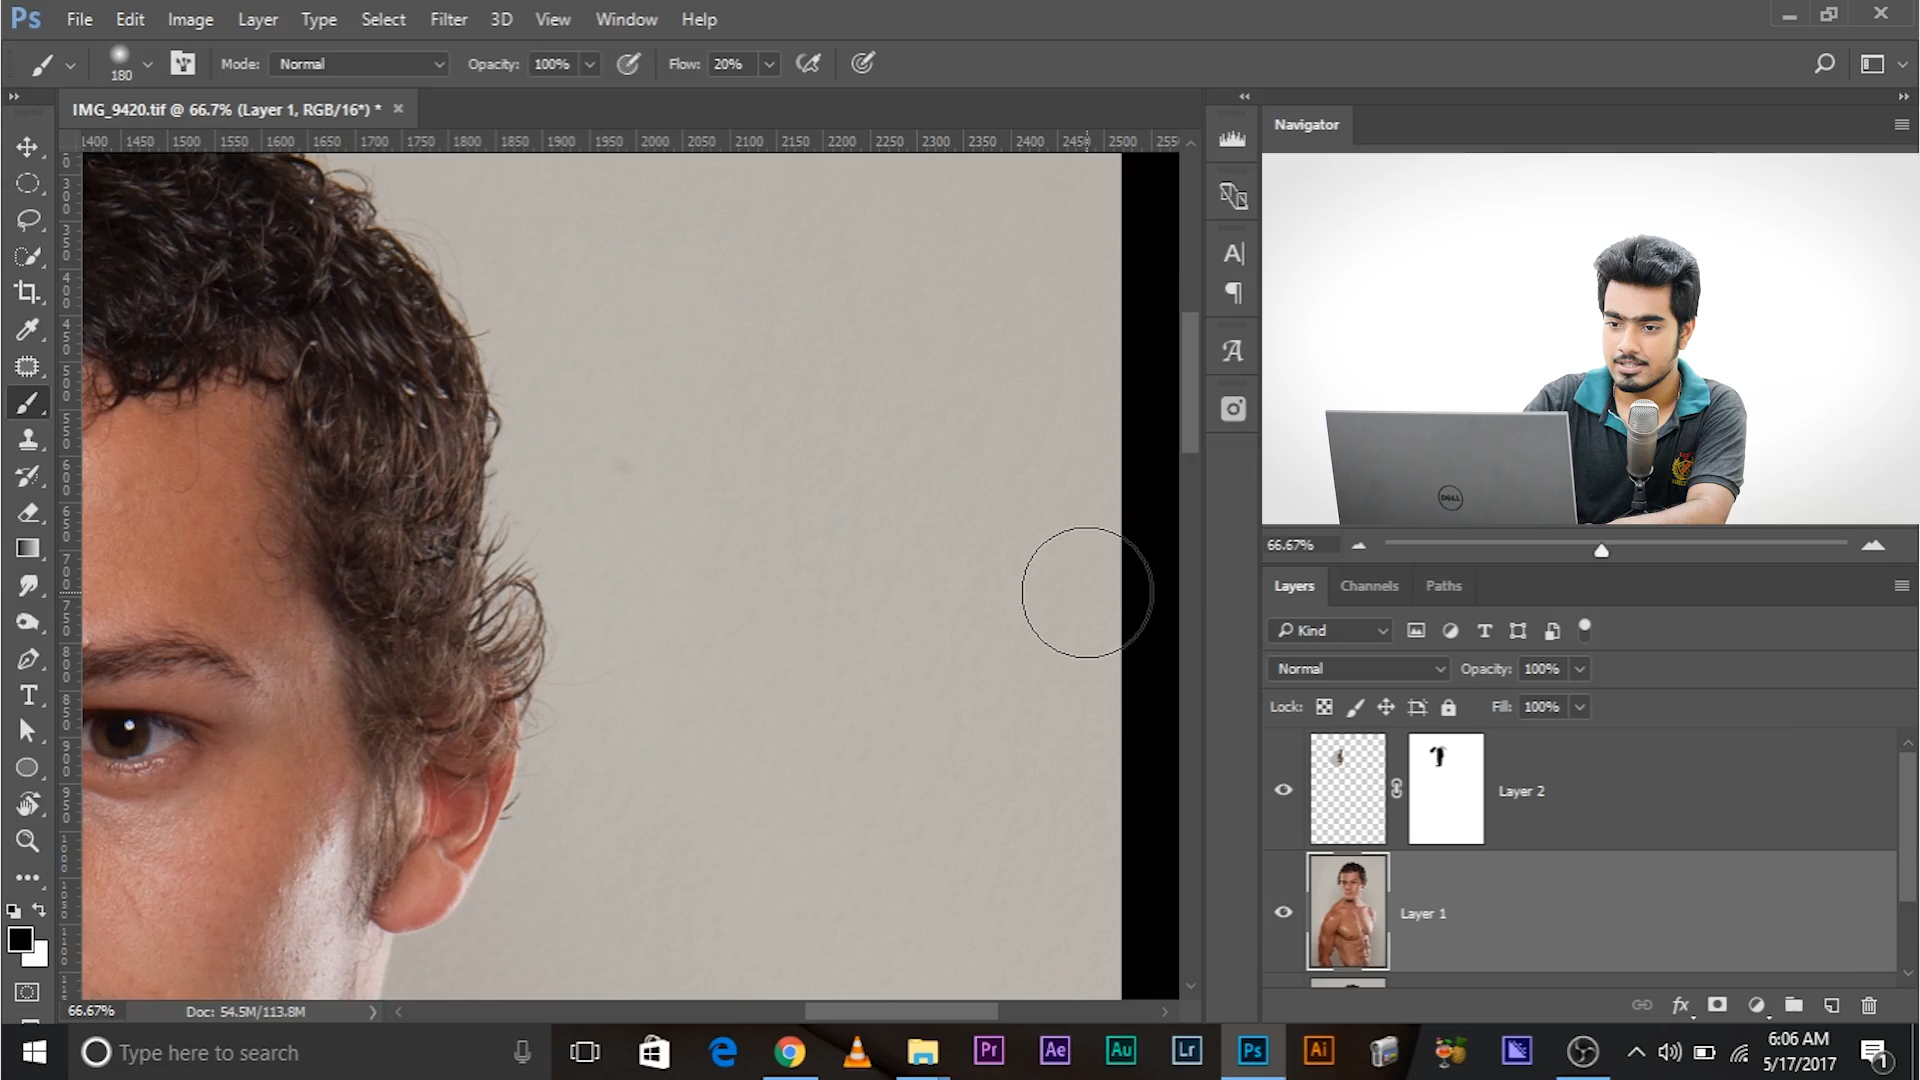 Ps File Edit Image Layer Type Select Filter 3D View Window Help
180 Mode: Normal Opacity: 100% Flow: 20%
IMG_9420.tif @ 66.7% (Layer 1, RGB/16*) *
1400 1450 1500 1550 1600 1650 1700 1750 1800 1850 1900 1950 2000 2050 2100 2150 2200 2250 2300 2350 2400 2450 2500
Navigator
DELL
66.67%
Layers Channels Paths
Kind
Normal Opacity: 100%
Lock: Fill: 100%
Layer 2
Layer 1
66.67% Doc: 54.5M/113.8M
Type here to search
Pr Ae Au Lr Ps Ai
6:06 AM
5/17/2017
1